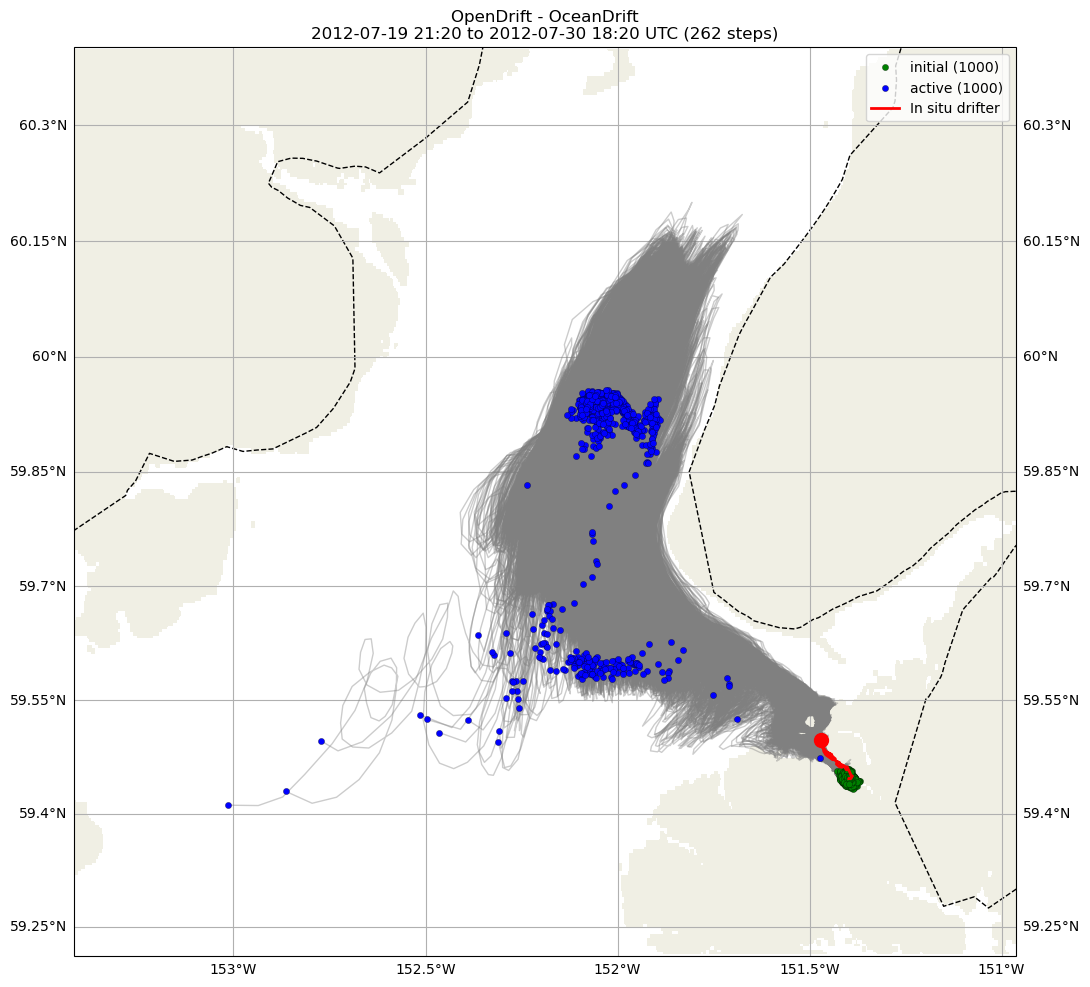 OpenDrift - OceanDrift
2012-07-19 21:20 to 2012-07-30 18:20 UTC (262 steps)
initial (1000)
active (1000)
In situ drifter
60.3°N
60.3°N
60.15°N
60.15°N
60°N
60°N
59.85°N
59.85°N
59.7°N
59.7°N
59.55°N
59.55°N
59.4°N
59.4°N
59.25°N
59.25°N
153°W
152.5°W
152°W
151.5°W
151°W